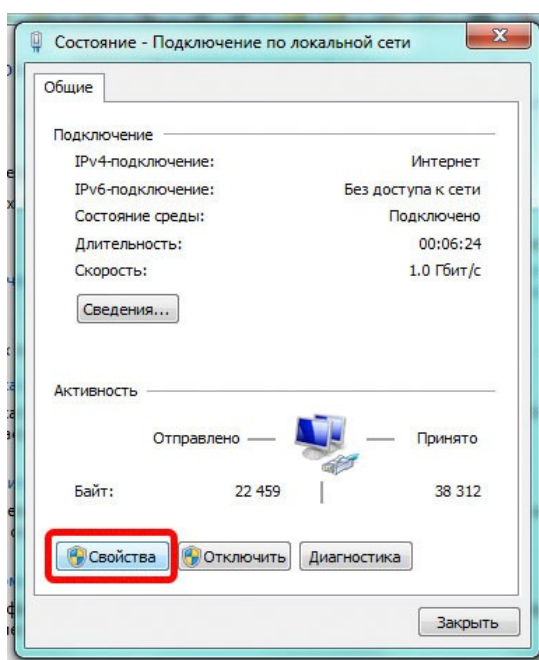 Состояние - Подключение по локальной сети
Общие
Подключение
IPv4-подключение: Интернет
IPv6-подключение: Без доступа к сети
Состояние среды: Подключено
Длительность: 00:06:24
Скорость: 1.0 Гбит/с
Сведения...
Активность
Отправлено — Принято
Байт: 22 459 | 38 312
Свойства Отключить Диагностика
Закрыть